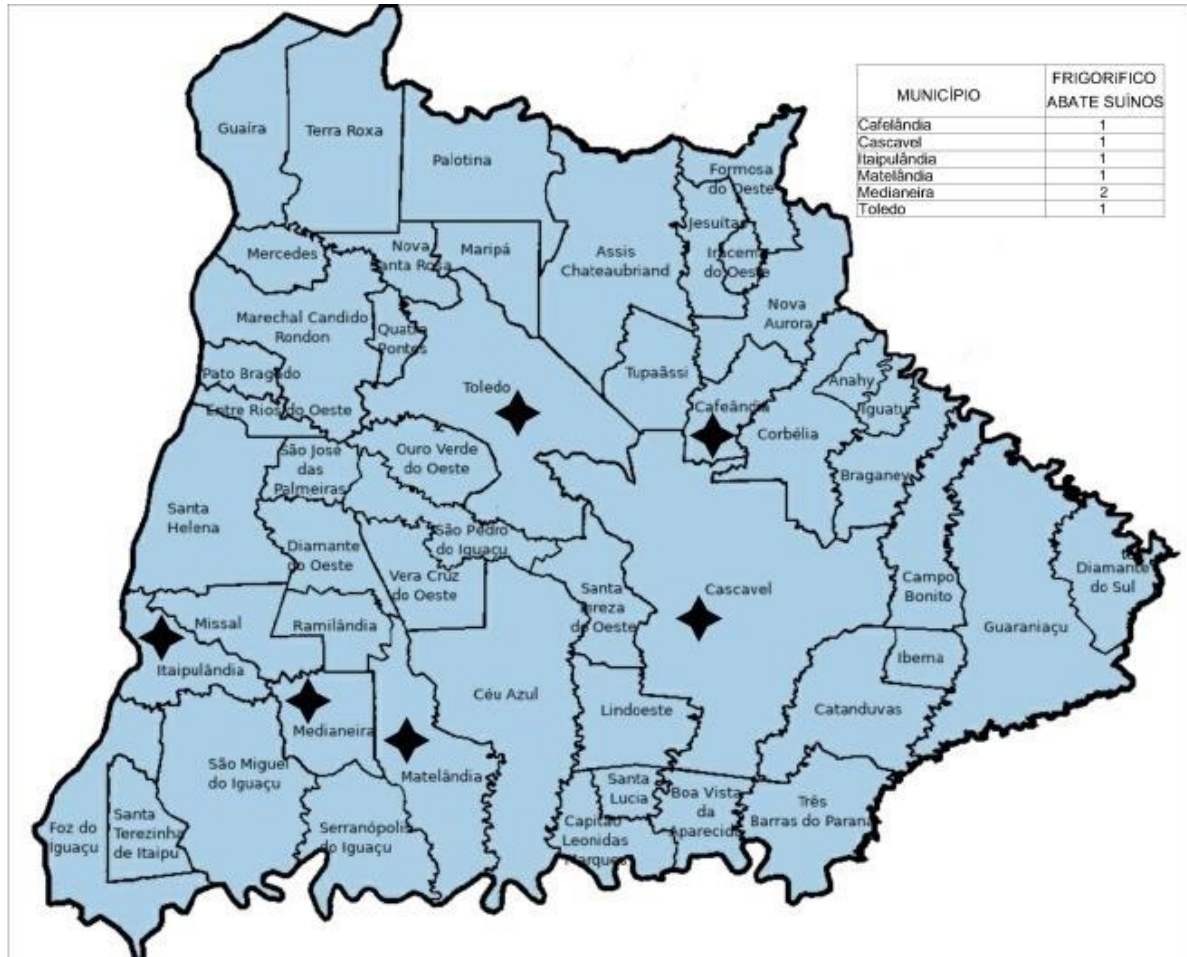 MUNICÍPIO
FRIGORIFICO
ABATE SUÍNOS
Cafelândia 1
Cascavel 1
Itaipulândia 1
Matelândia 1
Medianeira 2
Toledo 1
Guaíra
Terra Roxa
Palotina
Formosa
do Oeste
Jesuítas
Iracema
do Oeste
Assis
Chateaubriand
Nova
Aurora
Mercedes
Nova
Santa Rosa
Maripá
Marechal Candido
Rondon
Quatro
Pontes
Pato Bragado
Toledo
Tupaâssi
Entre Rios do Oeste
Cafeândia
Corbélia
Anahy
Iguatu
Braganey
São José
das
Palmeiras
Ouro Verde
do Oeste
Santa
Helena
Diamante
do Oeste
São Pedro
do Iguaçu
Vera Cruz
do Oeste
Santa
Tereza
do Oeste
Cascavel
Campo
Bonito
Diamante
do Sul
Guaraniaçu
Missal
Ramilândia
Itaipulândia
Ibema
Céu Azul
Lindoeste
Catanduvas
Medianeira
São Miguel
do Iguaçu
Matelândia
Santa
Lucia
Boa Vista
da
Aparecida
Três
Barras do Paraná
Foz do
Iguaçu
Santa
Terezinha
de Itaipu
Serranópolis
do Iguaçu
Capitão
Leonidas
Marques